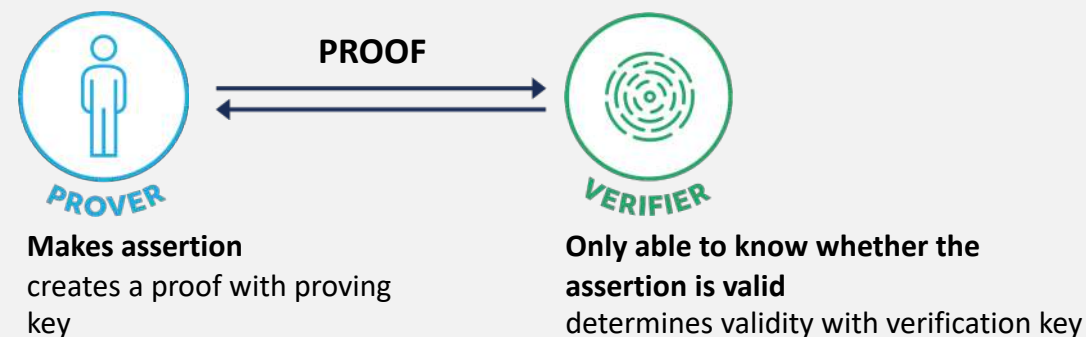 PROOF
PROVER
VERIFIER
Makes assertion
creates a proof with proving
key
Only able to know whether the
assertion is valid
determines validity with verification key